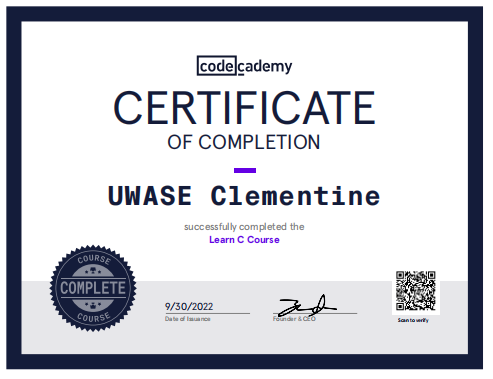 codecademy
CERTIFICATE
OF COMPLETION
UWASE Clementine
successfully completed the
Learn C Course
COURSE
COMPLETE
COURSE
9/30/2022
Date of Issuance
Founder & CEO
Scan to verify